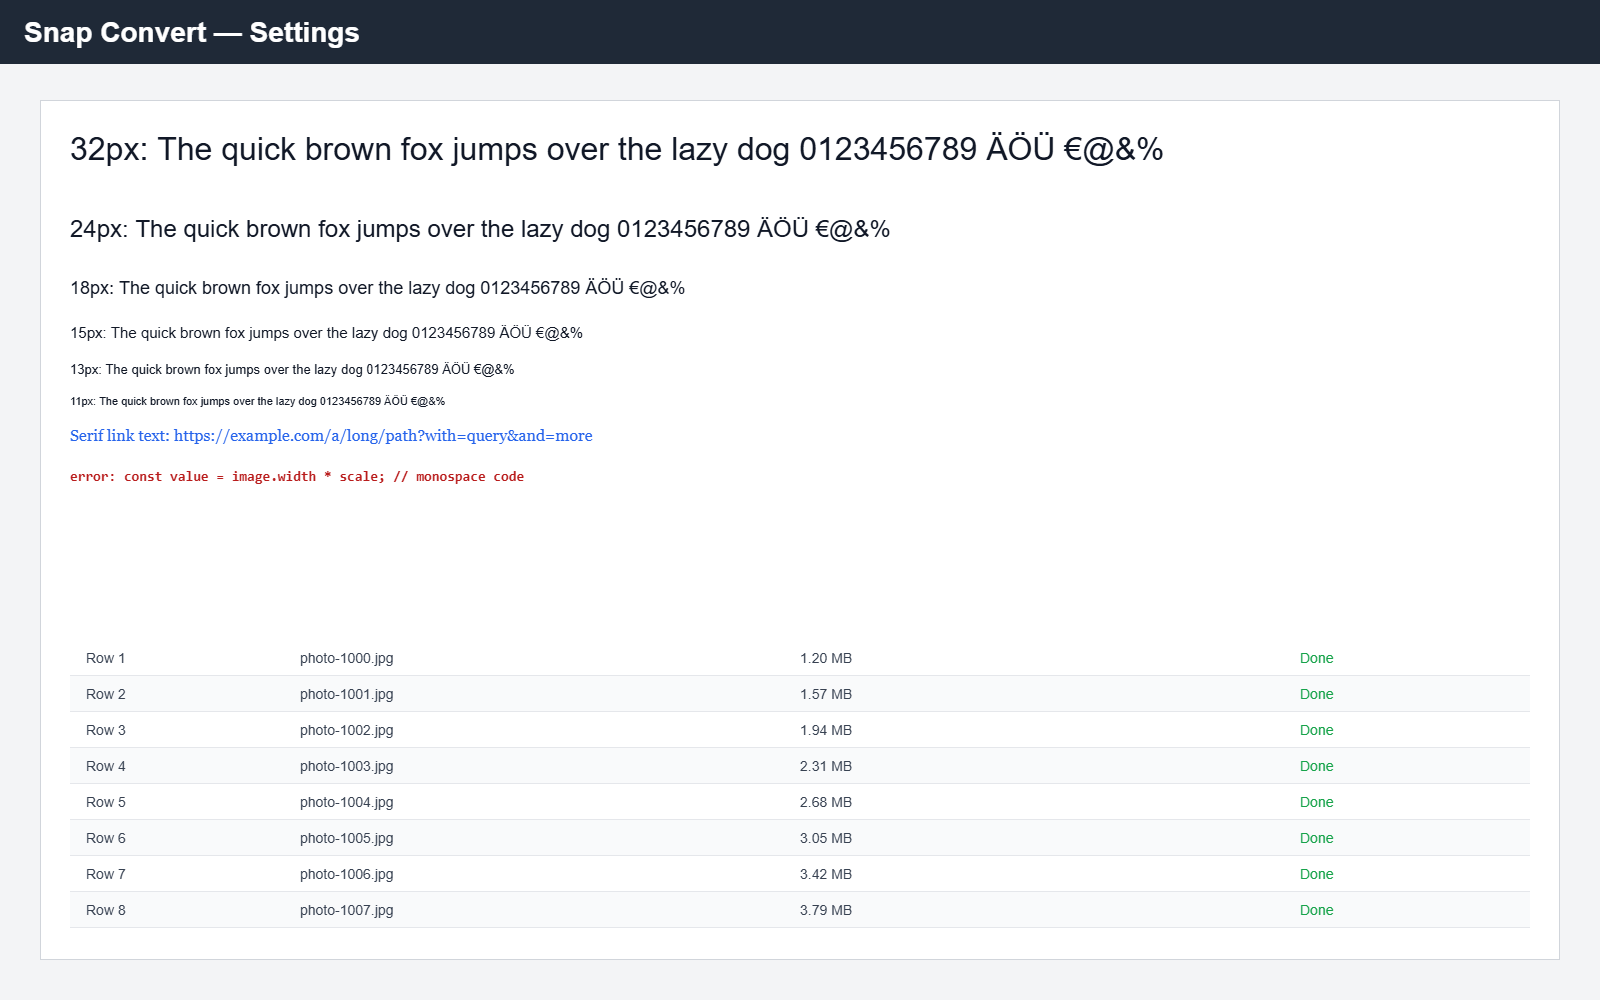 Snap Convert — Settings
32px: The quick brown fox jumps over the lazy dog 0123456789 ÄÖÜ €@&%
24px: The quick brown fox jumps over the lazy dog 0123456789 ÄÖÜ €@&%
18px: The quick brown fox jumps over the lazy dog 0123456789 ÄÖÜ €@&%
15px: The quick brown fox jumps over the lazy dog 0123456789 ÄÖÜ €@&%
13px: The quick brown fox jumps over the lazy dog 0123456789 ÄÖÜ €@&%
11px: The quick brown fox jumps over the lazy dog 0123456789 ÄÖÜ €@&%
Serif link text: https://example.com/a/long/path?with=query&and=more
error: const value = image.width * scale; // monospace code
Row 1 photo-1000.jpg 1.20 MB Done
Row 2 photo-1001.jpg 1.57 MB Done
Row 3 photo-1002.jpg 1.94 MB Done
Row 4 photo-1003.jpg 2.31 MB Done
Row 5 photo-1004.jpg 2.68 MB Done
Row 6 photo-1005.jpg 3.05 MB Done
Row 7 photo-1006.jpg 3.42 MB Done
Row 8 photo-1007.jpg 3.79 MB Done